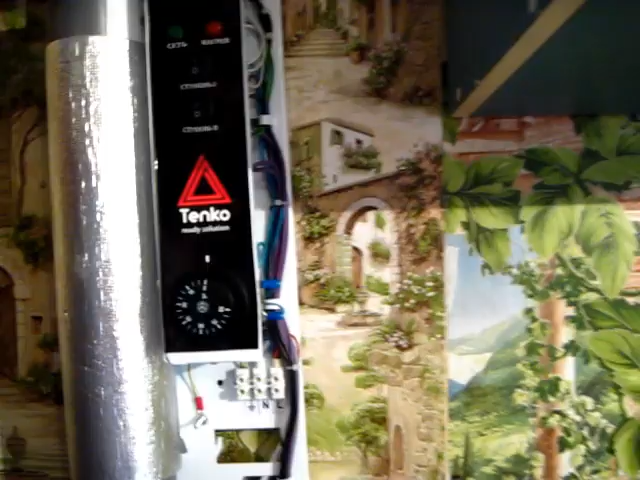 СЕТЬ НАГРЕВ
СТУПЕНЬ-I
СТУПЕНЬ-II
Tenko
ready solution
N L